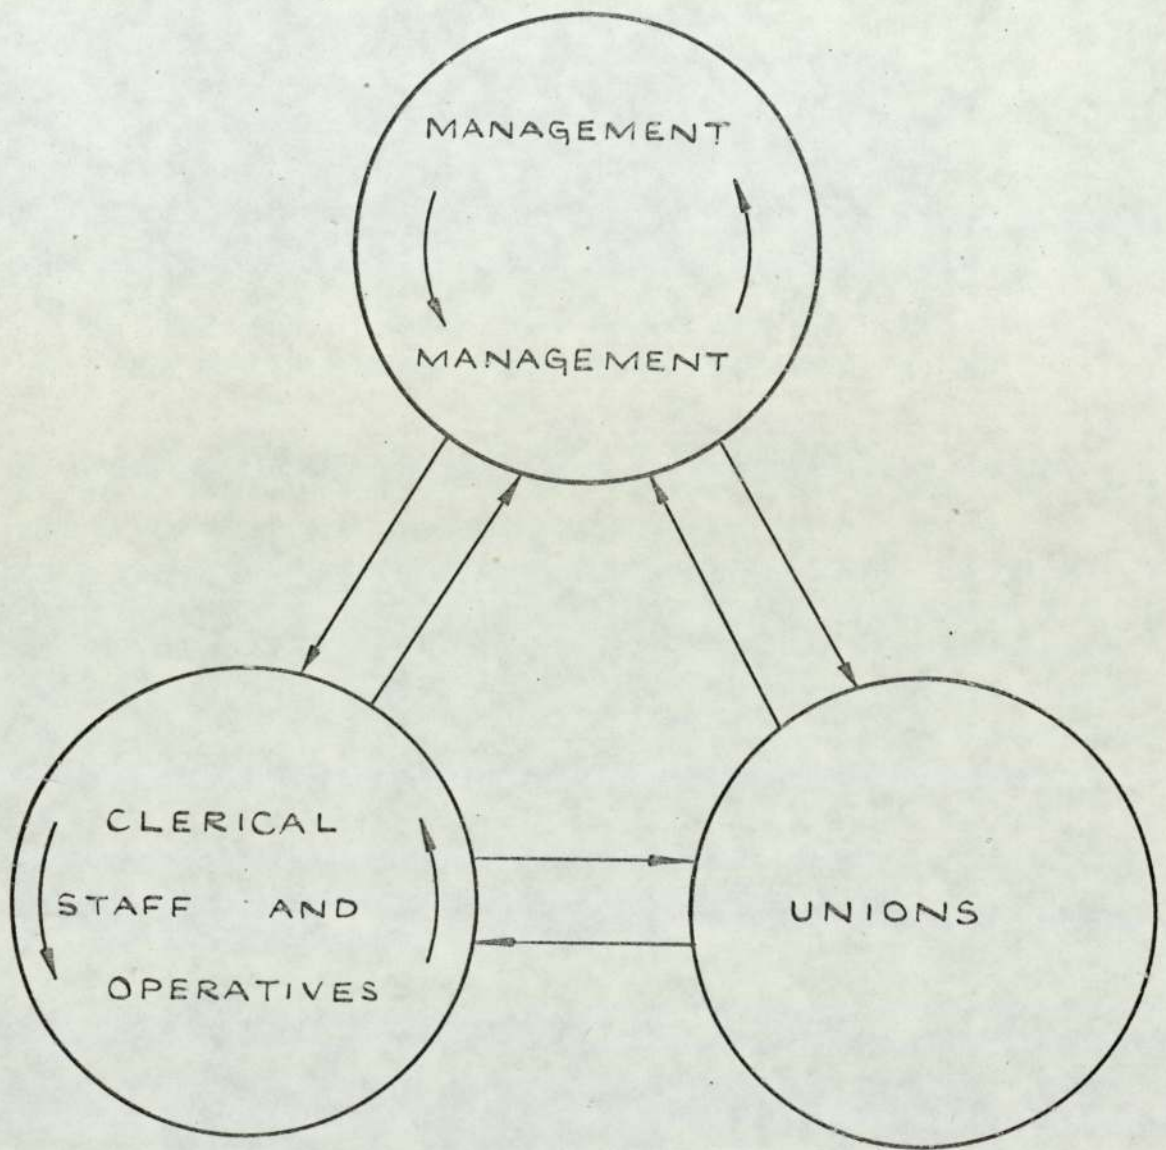 MANAGEMENT
MANAGEMENT
CLERICAL
STAFF AND
OPERATIVES
UNIONS